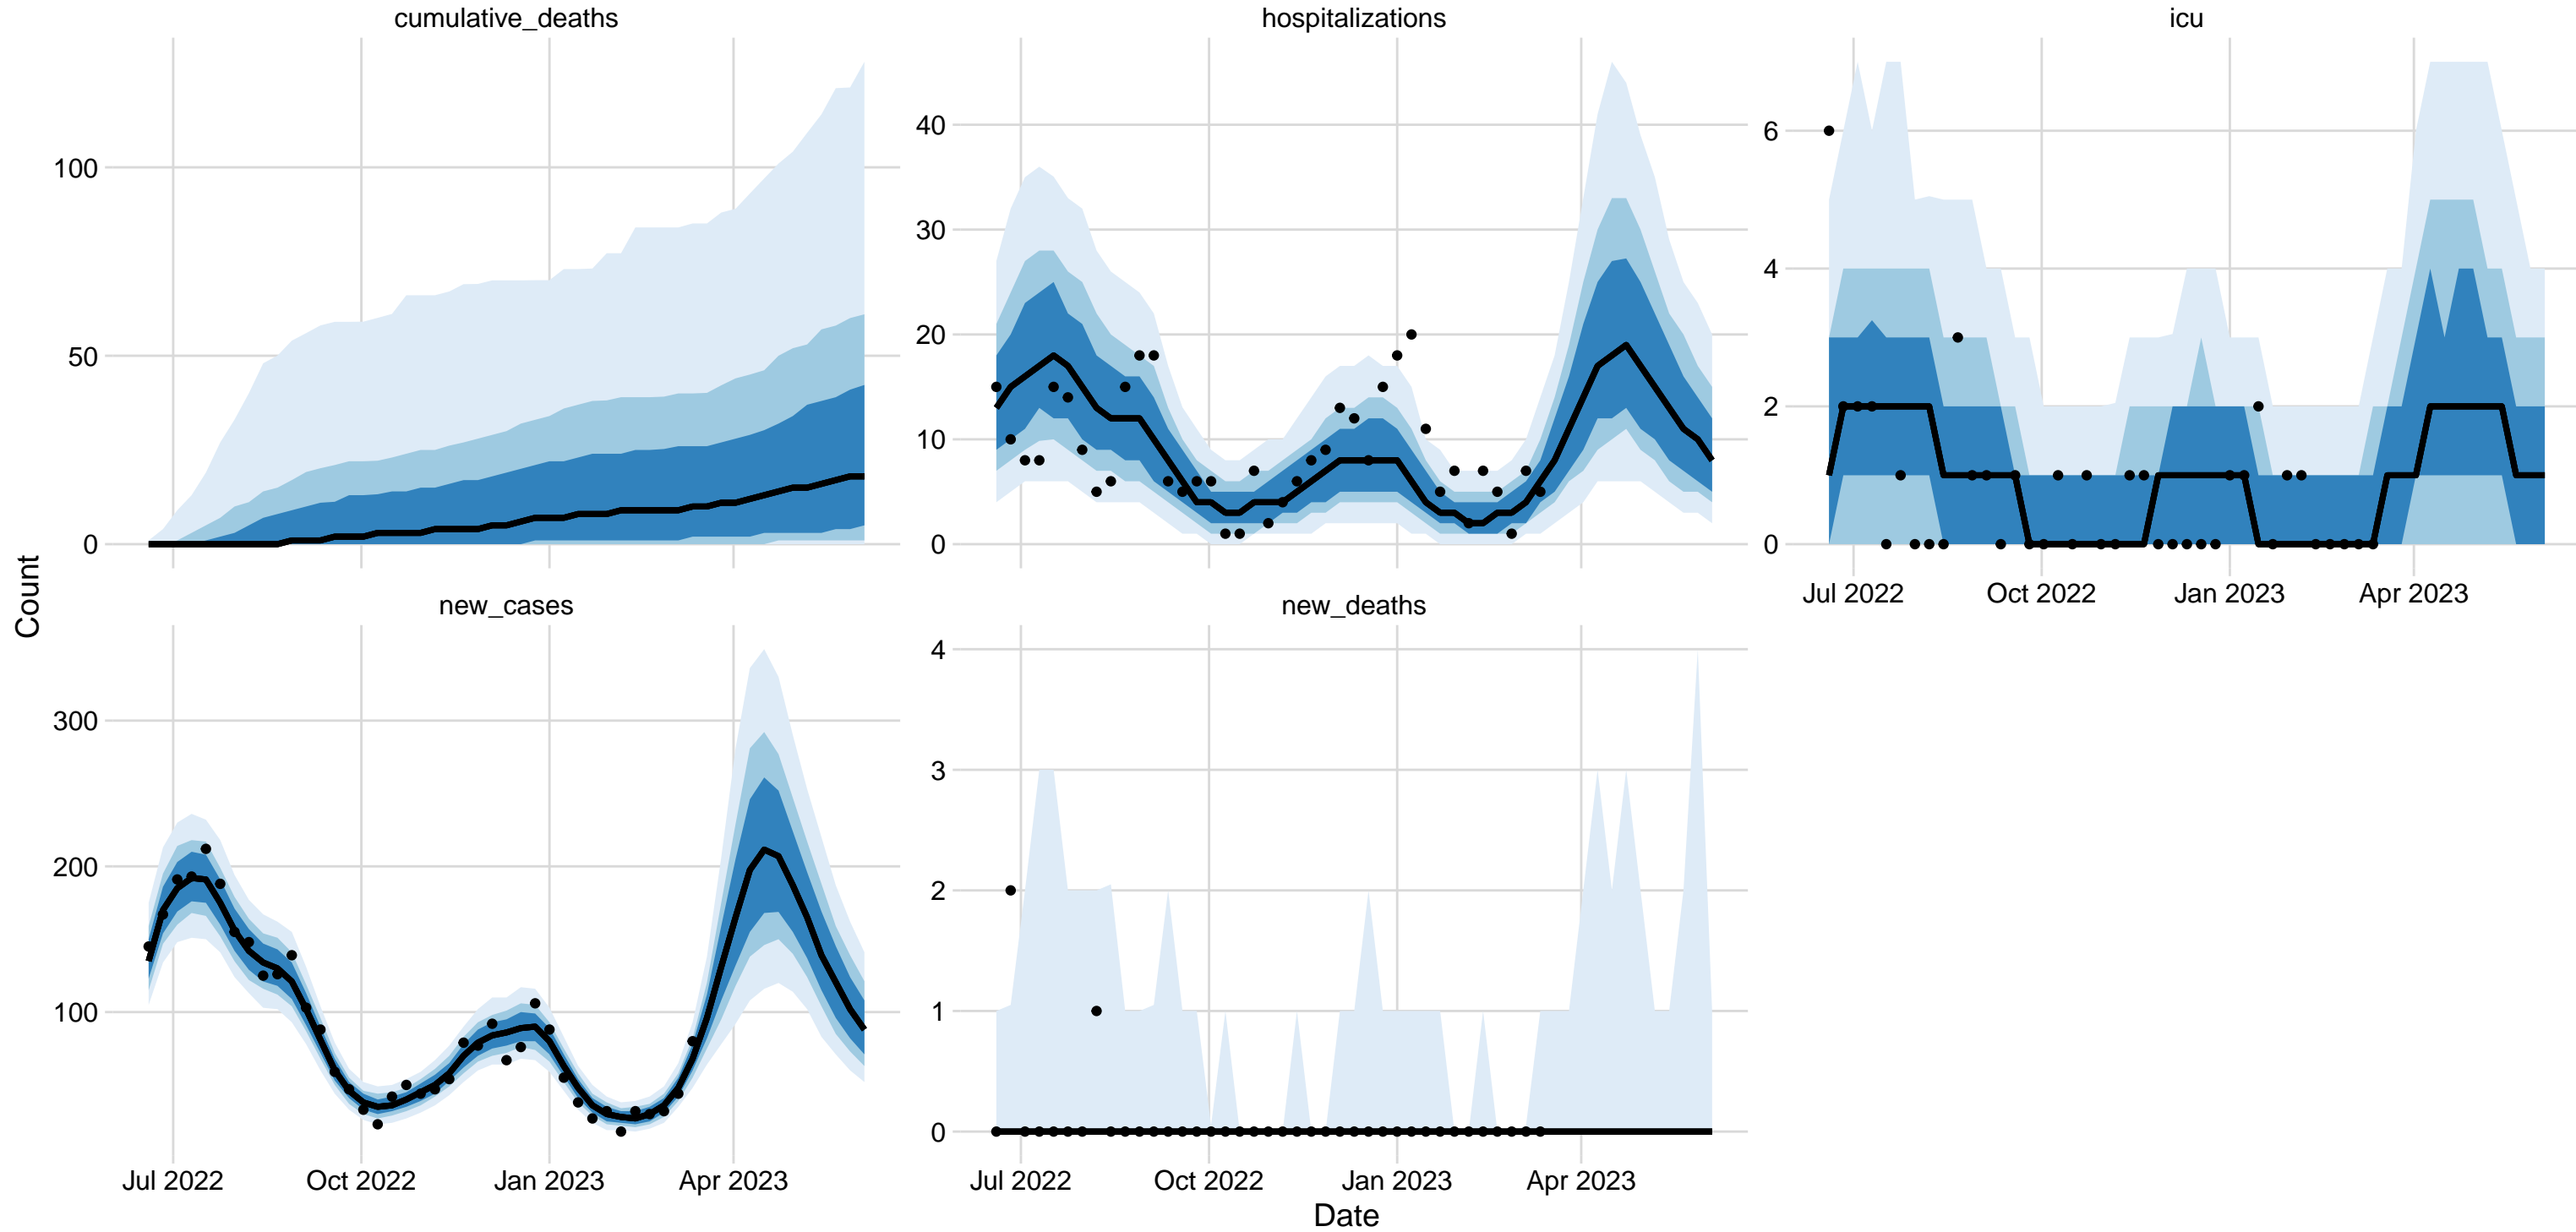 cumulative_deaths
hospitalizations
icu
Count
100
50
0
40
30
20
10
0
6
4
2
0
Jul 2022
Oct 2022
Jan 2023
Apr 2023
new_cases
new_deaths
300
200
100
4
3
2
1
0
Jul 2022
Oct 2022
Jan 2023
Apr 2023
Jul 2022
Oct 2022
Jan 2023
Apr 2023
Date